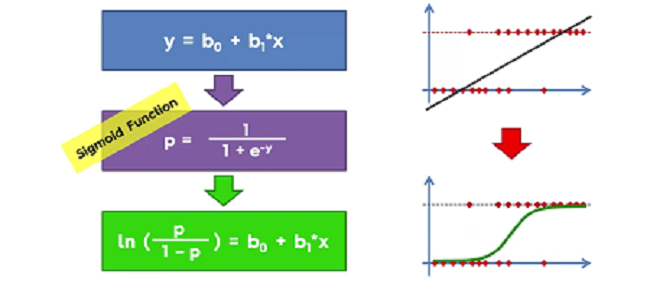 y = b₀ + b₁*x
Sigmoid Function
p = 1 / 1 + e⁻ʸ
ln ( p / 1 - p ) = b₀ + b₁*x